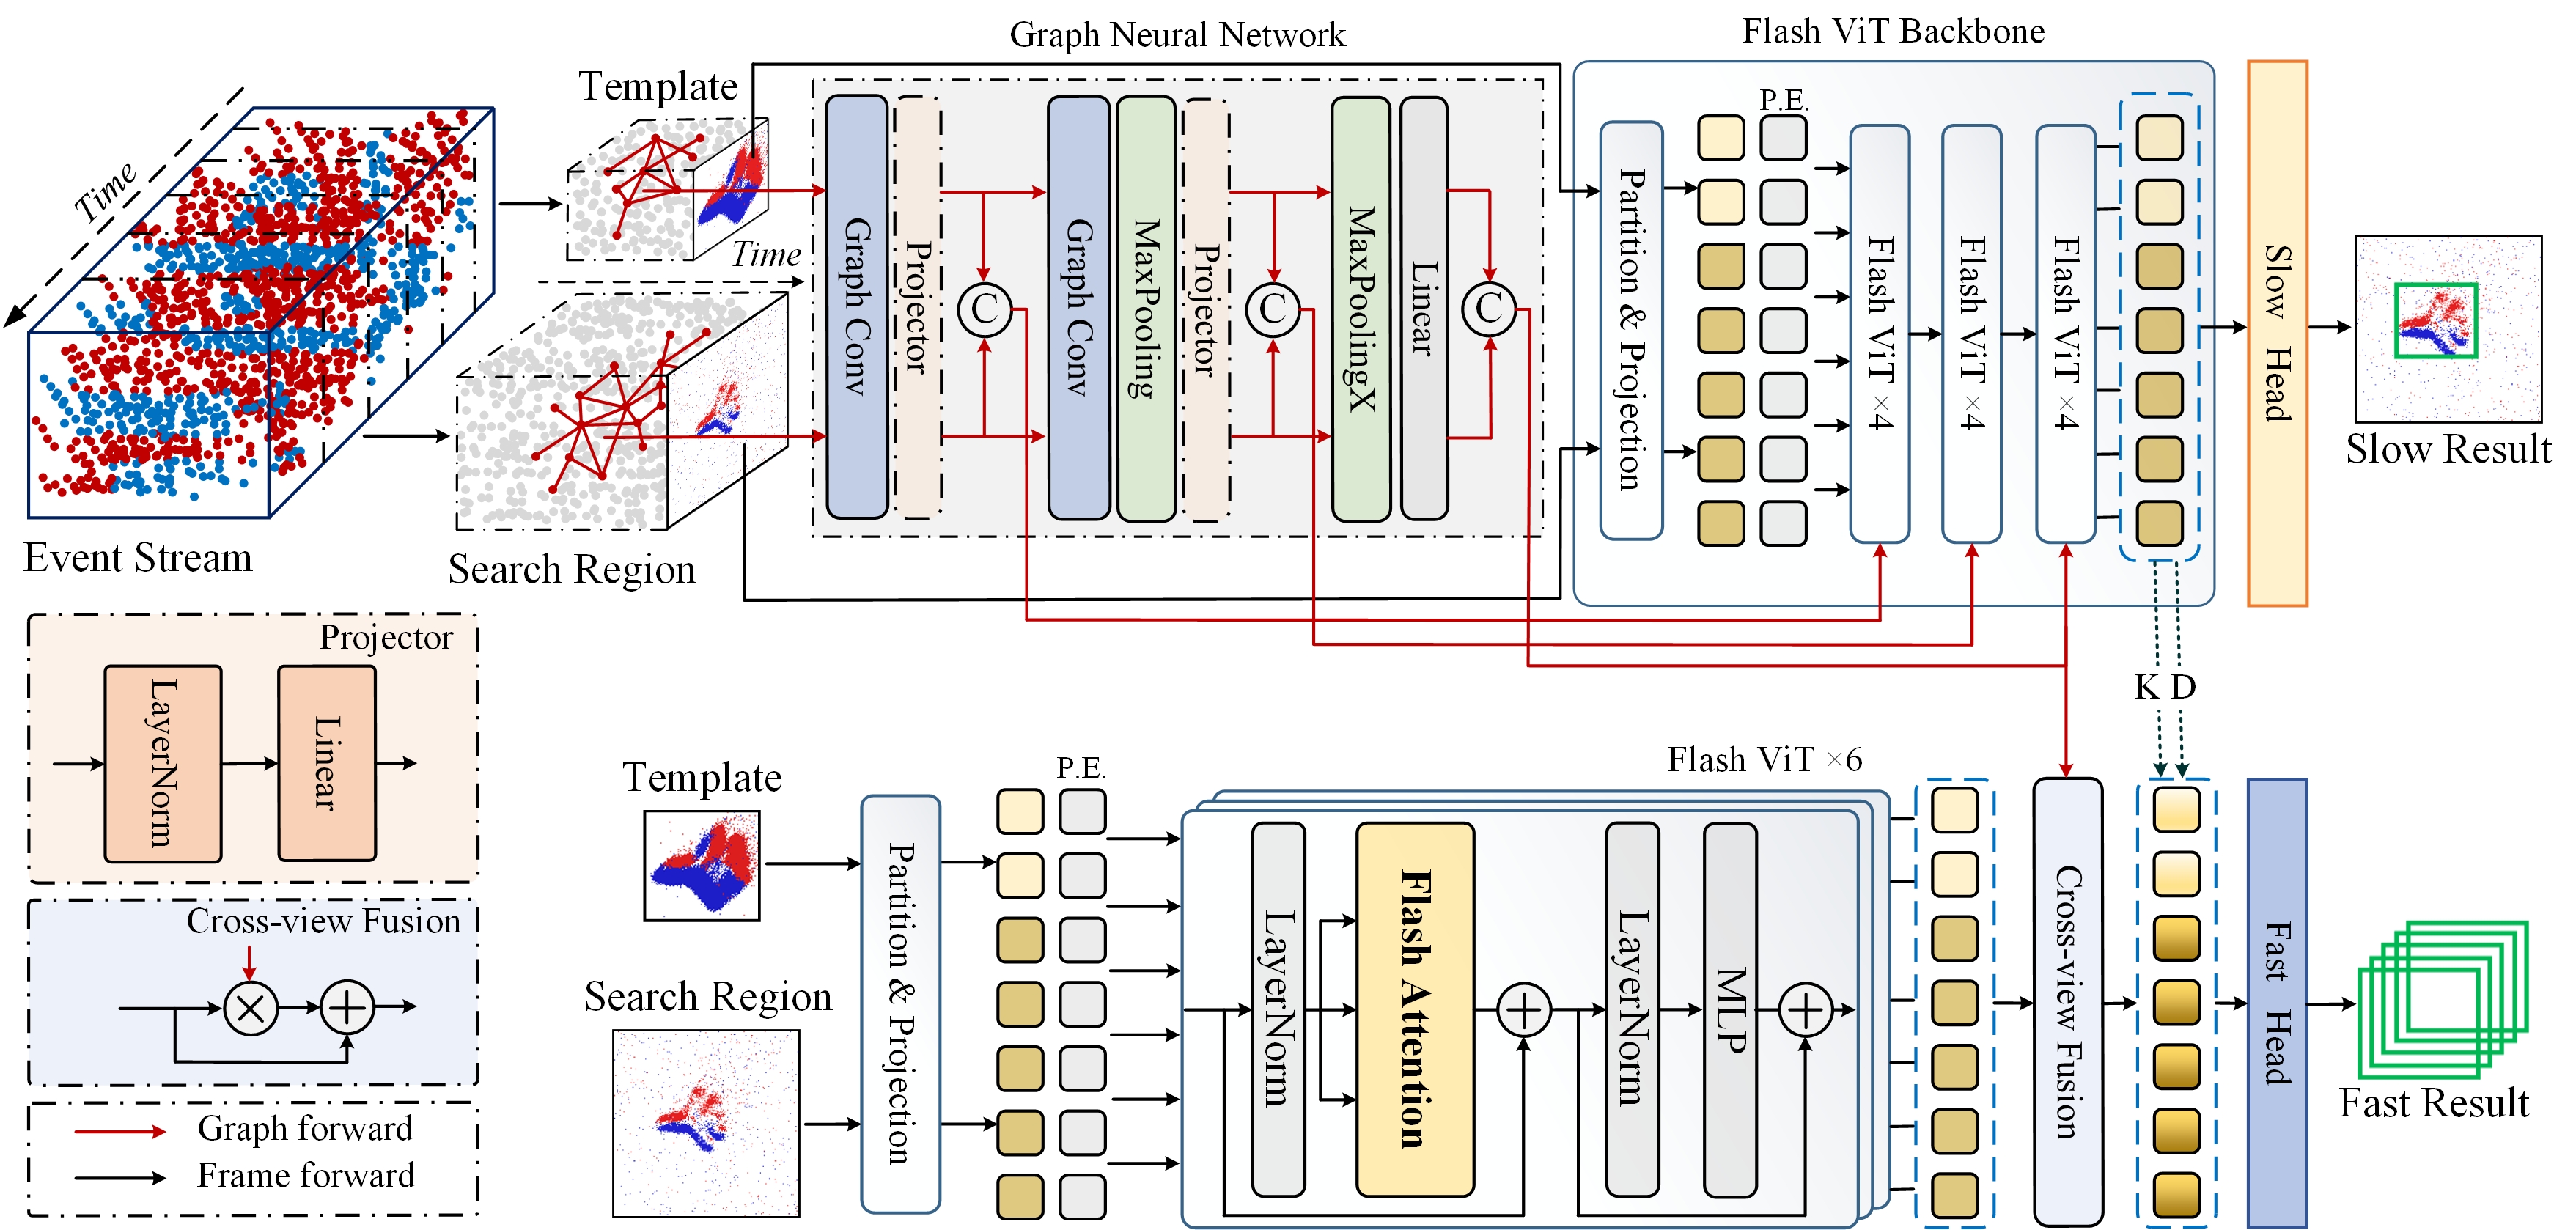 Graph Neural Network
Flash ViT Backbone
Template
P.E.
Time
Time
Graph Conv
Projector
C
Graph Conv
MaxPooling
Projector
C
MaxPoolingX
Linear
C
Partition & Projection
Flash ViT ×4
Flash ViT ×4
Flash ViT ×4
Slow Head
Slow Result
Event Stream
Search Region
Projector
LayerNorm
Linear
K D
Cross-view Fusion
Graph forward
Frame forward
Template
P.E.
Flash ViT ×6
Search Region
Partition & Projection
LayerNorm
Flash Attention
LayerNorm
MLP
Cross-view Fusion
Fast Head
Fast Result